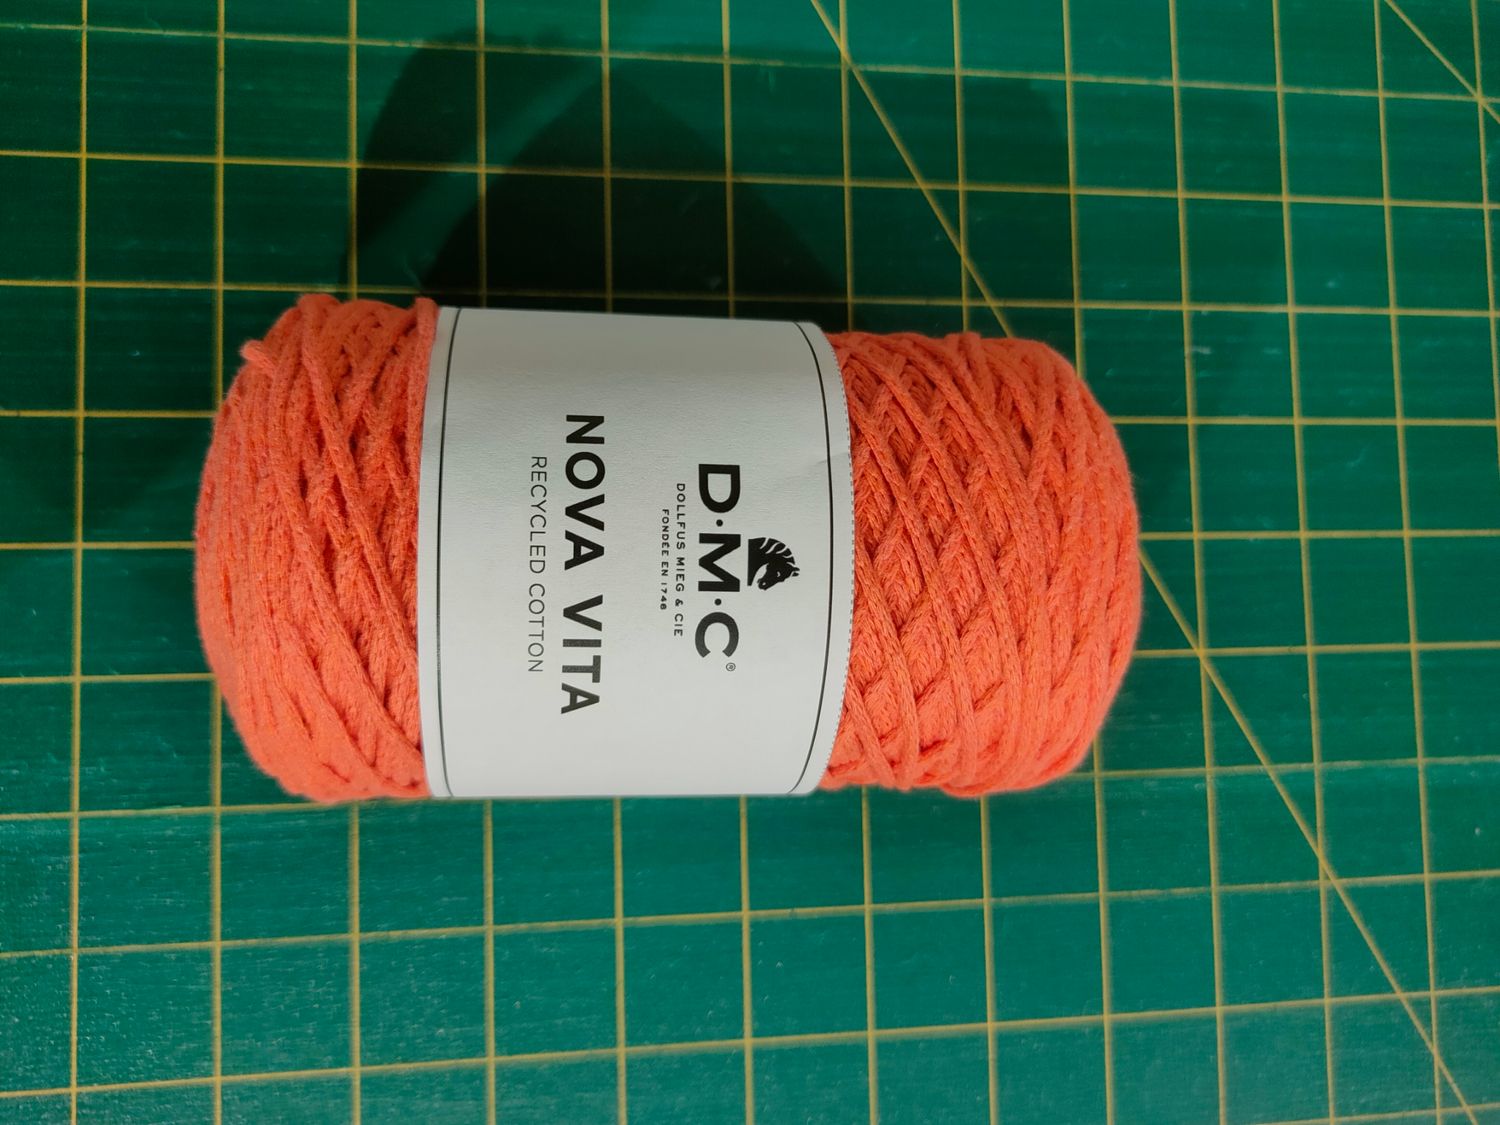 D·M·C®
DOLLFUS MIEG & CIE
FONDÉE EN 1746
NOVA VITA
RECYCLED COTTON